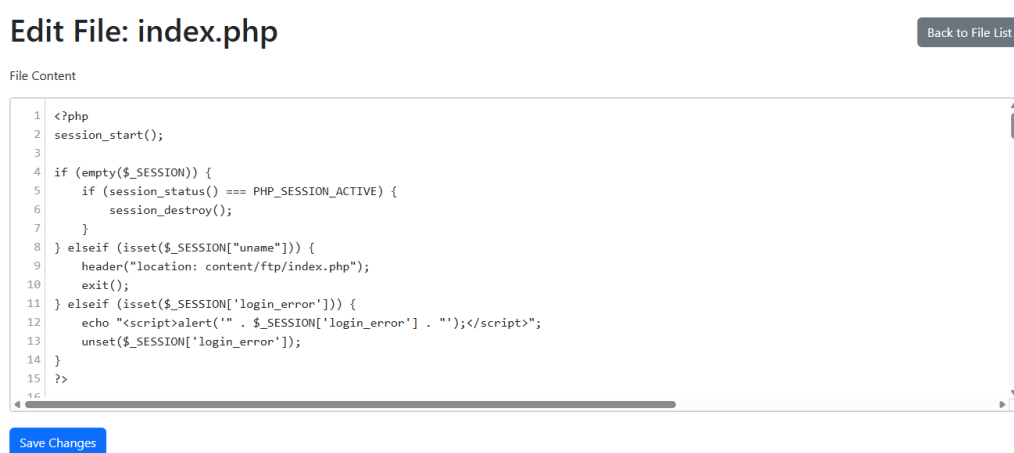 Edit File: index.php
Back to File List
File Content
1 <?php
2 session_start();
3
4 if (empty($_SESSION)) {
5     if (session_status() === PHP_SESSION_ACTIVE) {
6         session_destroy();
7     }
8 } elseif (isset($_SESSION["uname"])) {
9     header("location: content/ftp/index.php");
10     exit();
11 } elseif (isset($_SESSION['login_error'])) {
12     echo "<script>alert('" . $_SESSION['login_error'] . "');</script>";
13     unset($_SESSION['login_error']);
14 }
15 ?>
16
Save Changes